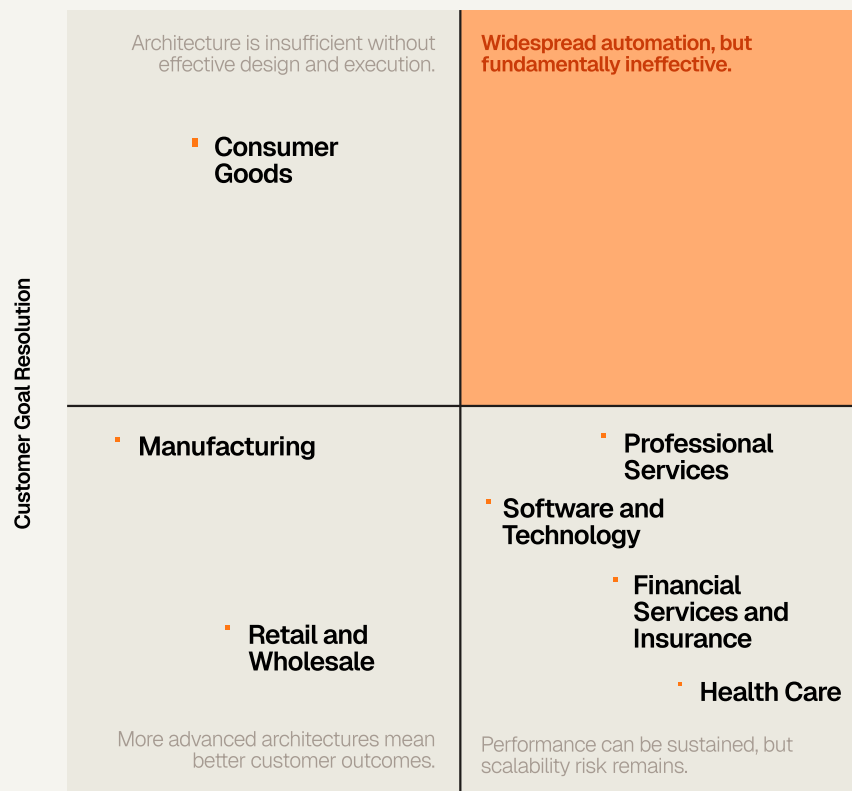 Architecture is insufficient without
effective design and execution.
Widespread automation, but
fundamentally ineffective.
Consumer
Goods
Customer Goal Resolution
Manufacturing
Professional
Services
Software and
Technology
Financial
Services and
Insurance
Retail and
Wholesale
Health Care
More advanced architectures mean
better customer outcomes.
Performance can be sustained, but
scalability risk remains.